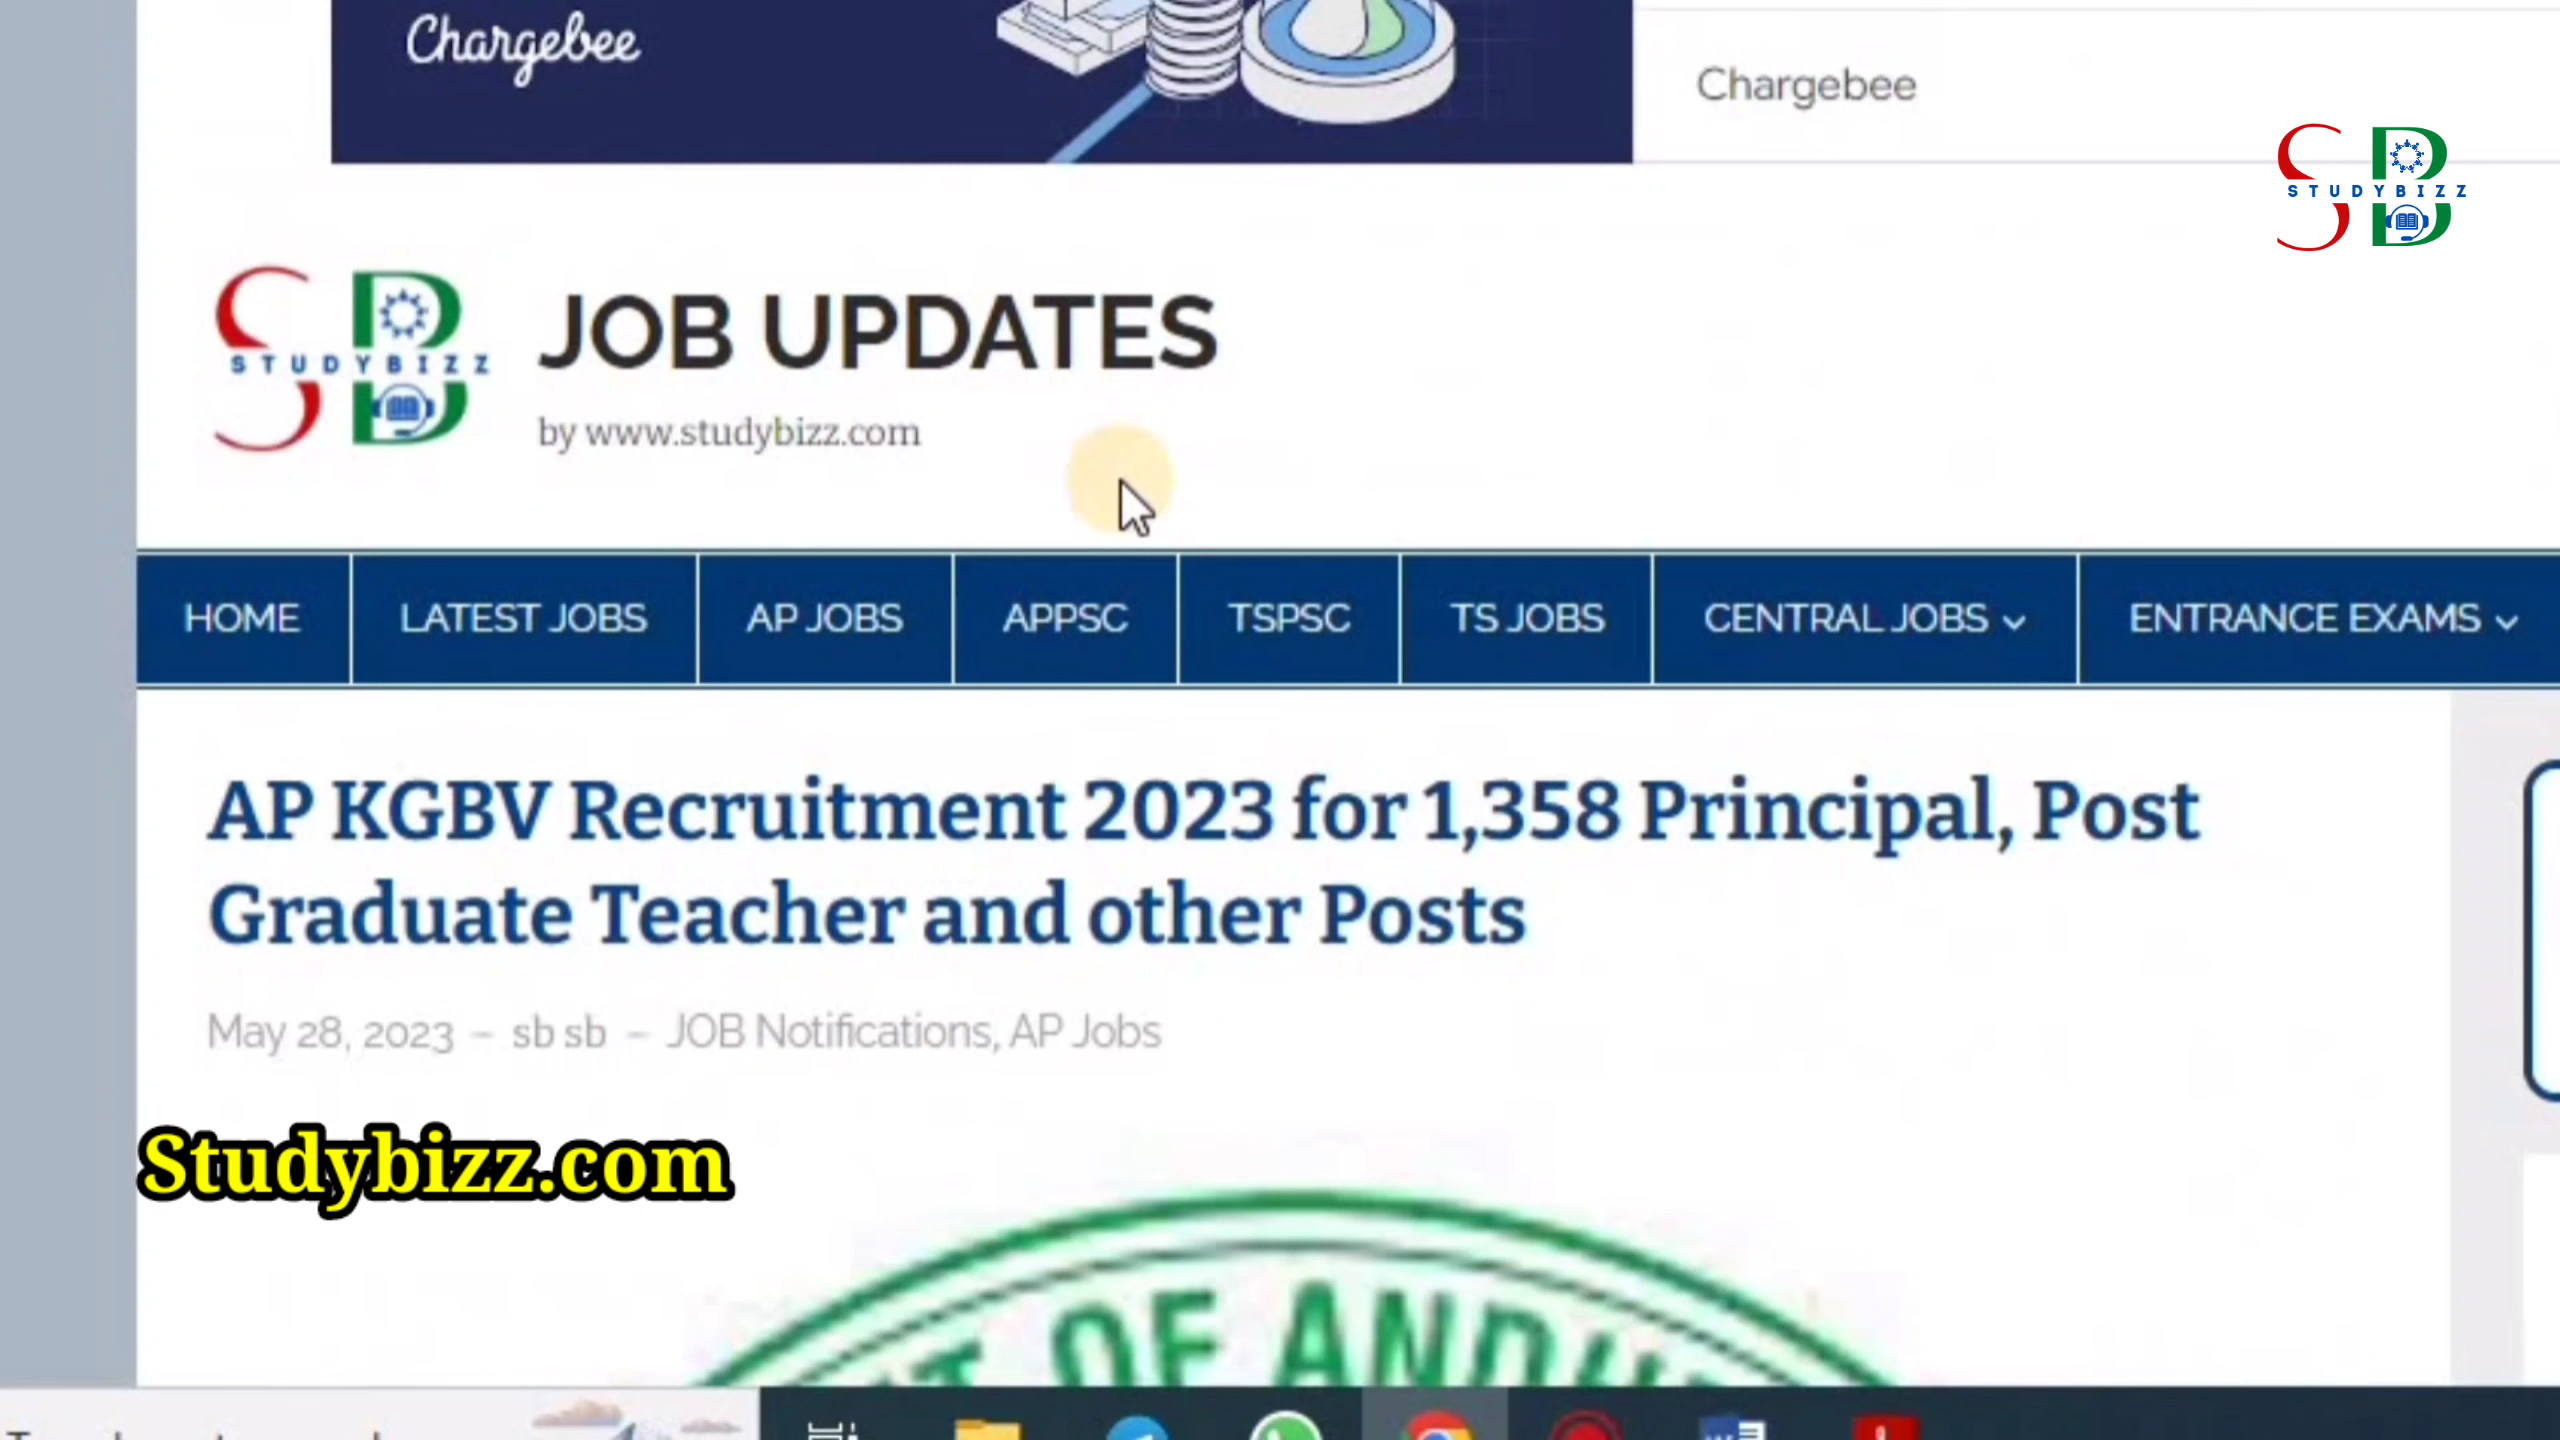 Chargebee
Chargebee
STUDYBIZZ
STUDYBIZZ
JOB UPDATES
by www.studybizz.com
HOME
LATEST JOBS
AP JOBS
APPSC
TSPSC
TS JOBS
CENTRAL JOBS
ENTRANCE EXAMS
AP KGBV Recruitment 2023 for 1,358 Principal, Post
Graduate Teacher and other Posts
May 28, 2023 – sb sb – JOB Notifications, AP Jobs
Studybizz.com
OF